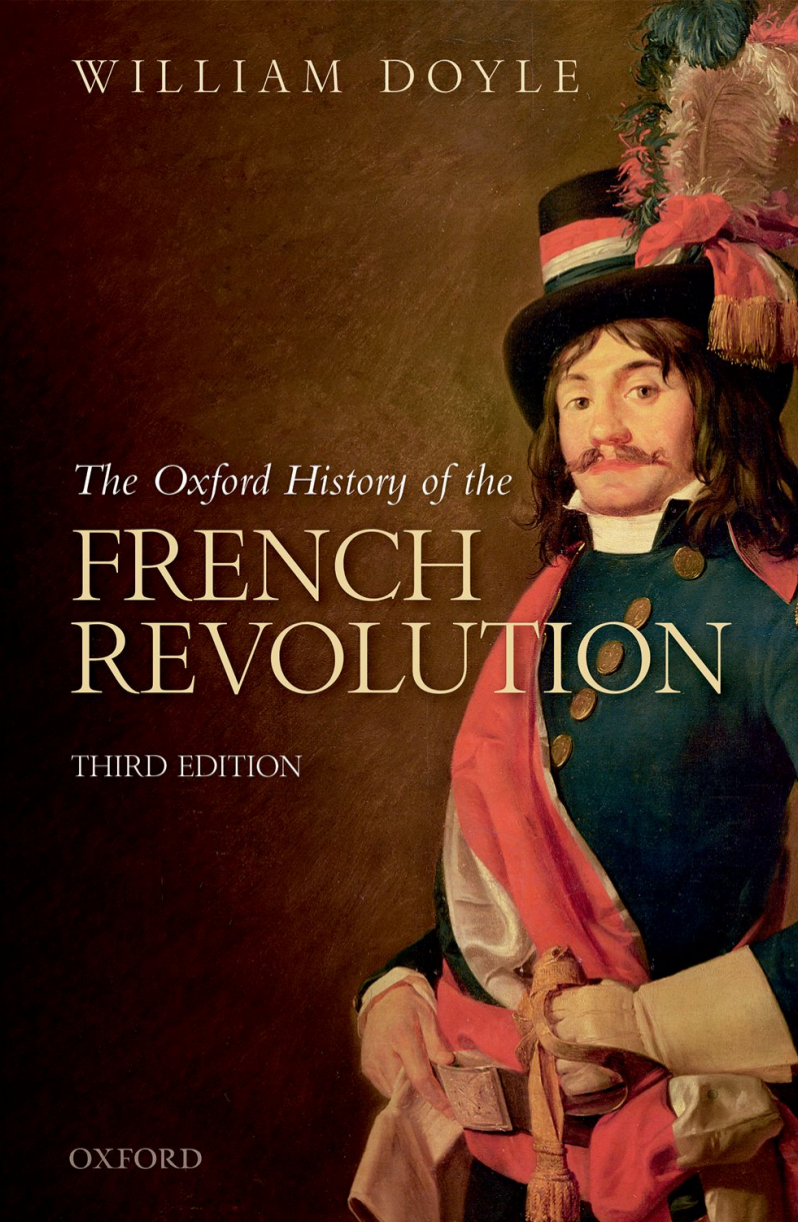 WILLIAM DOYLE
The Oxford History of the
FRENCH
REVOLUTION
THIRD EDITION
OXFORD